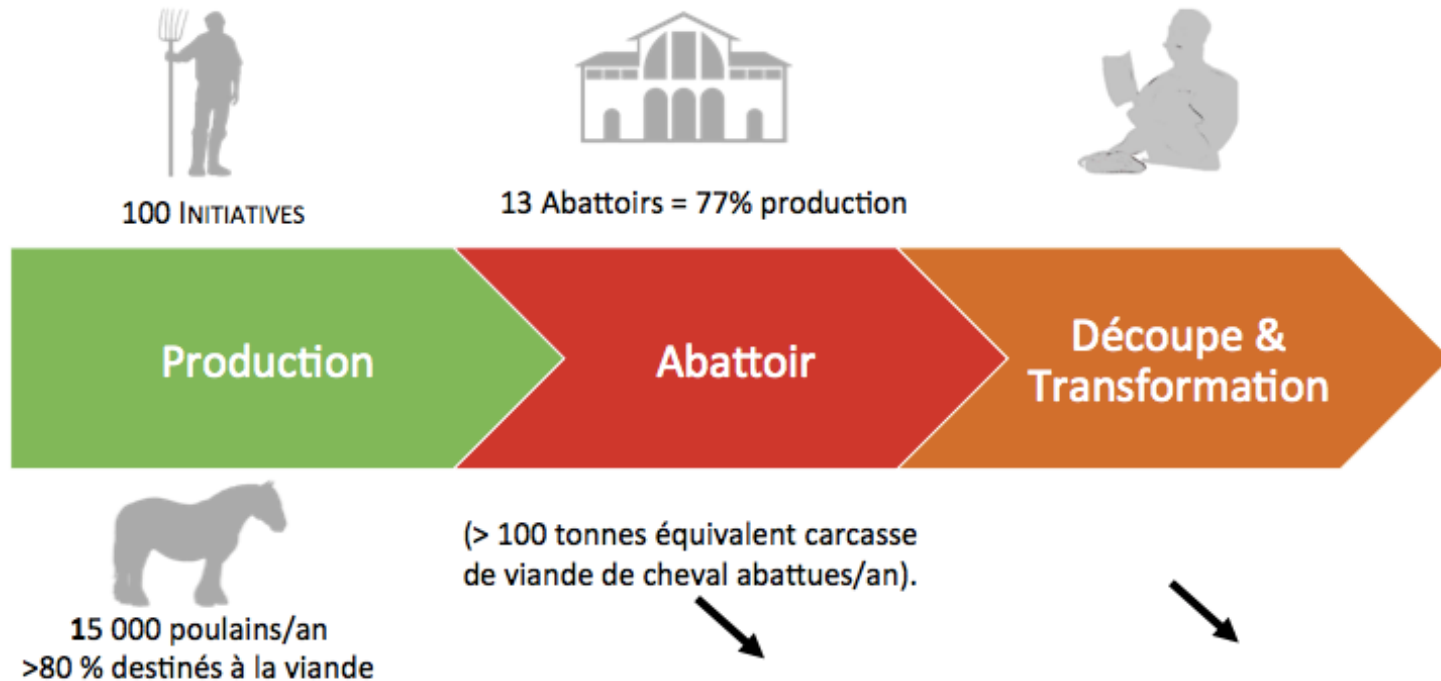 100 INITIATIVES
13 Abattoirs = 77% production
Production
Abattoir
Découpe &
Transformation
15 000 poulains/an
>80 % destinés à la viande
(> 100 tonnes équivalent carcasse
de viande de cheval abattues/an).